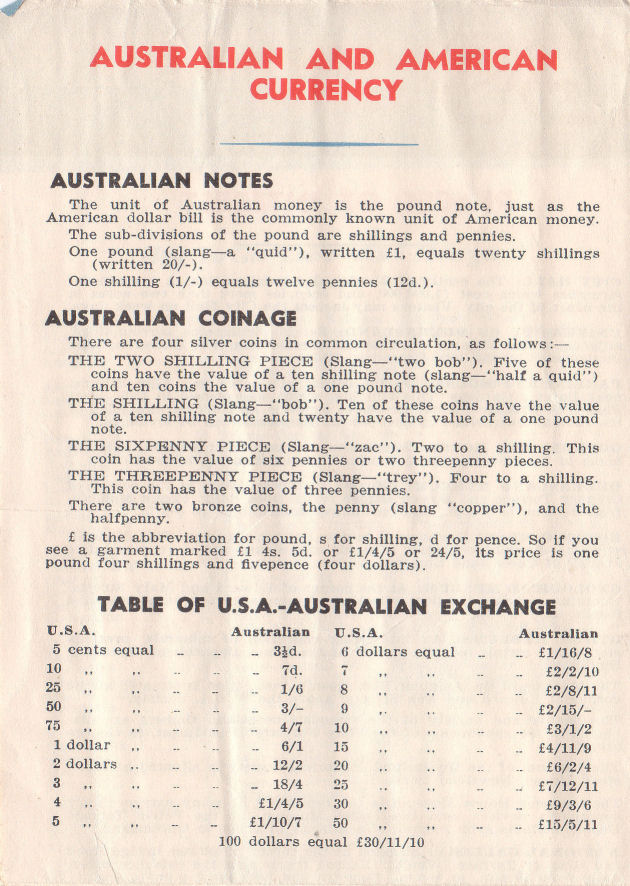 AUSTRALIAN AND AMERICAN
CURRENCY
AUSTRALIAN NOTES
The unit of Australian money is the pound note, just as the
American dollar bill is the commonly known unit of American money.
The sub-divisions of the pound are shillings and pennies.
One pound (slang—a "quid"), written £1, equals twenty shillings
(written 20/-).
One shilling (1/-) equals twelve pennies (12d.).
AUSTRALIAN COINAGE
There are four silver coins in common circulation, as follows:—
THE TWO SHILLING PIECE (Slang—"two bob"). Five of these
coins have the value of a ten shilling note (slang—"half a quid")
and ten coins the value of a one pound note.
THE SHILLING (Slang—"bob"). Ten of these coins have the value
of a ten shilling note and twenty have the value of a one pound
note.
THE SIXPENNY PIECE (Slang—"zac"). Two to a shilling. This
coin has the value of six pennies or two threepenny pieces.
THE THREEPENNY PIECE (Slang—"trey"). Four to a shilling.
This coin has the value of three pennies.
There are two bronze coins, the penny (slang "copper"), and the
halfpenny.
£ is the abbreviation for pound, s for shilling, d for pence. So if you
see a garment marked £1 4s. 5d. or £1/4/5 or 24/5, its price is one
pound four shillings and fivepence (four dollars).
TABLE OF U.S.A.-AUSTRALIAN EXCHANGE
U.S.A. Australian U.S.A. Australian
5 cents equal .. .. .. 3½d. 6 dollars equal .. .. £1/16/8
10 ,, ,, .. .. .. 7d. 7 ,, ,, .. .. £2/2/10
25 ,, ,, .. .. .. 1/6 8 ,, ,, .. .. £2/8/11
50 ,, ,, .. .. .. 3/- 9 ,, ,, .. .. £2/15/-
75 ,, ,, .. .. .. 4/7 10 ,, ,, .. .. £3/1/2
1 dollar ,, .. .. .. 6/1 15 ,, ,, .. .. £4/11/9
2 dollars ,, .. .. .. 12/2 20 ,, ,, .. .. £6/2/4
3 ,, ,, .. .. .. 18/4 25 ,, ,, .. .. £7/12/11
4 ,, ,, .. .. £1/4/5 30 ,, ,, .. .. £9/3/6
5 ,, ,, .. .. £1/10/7 50 ,, ,, .. .. £15/5/11
100 dollars equal £30/11/10